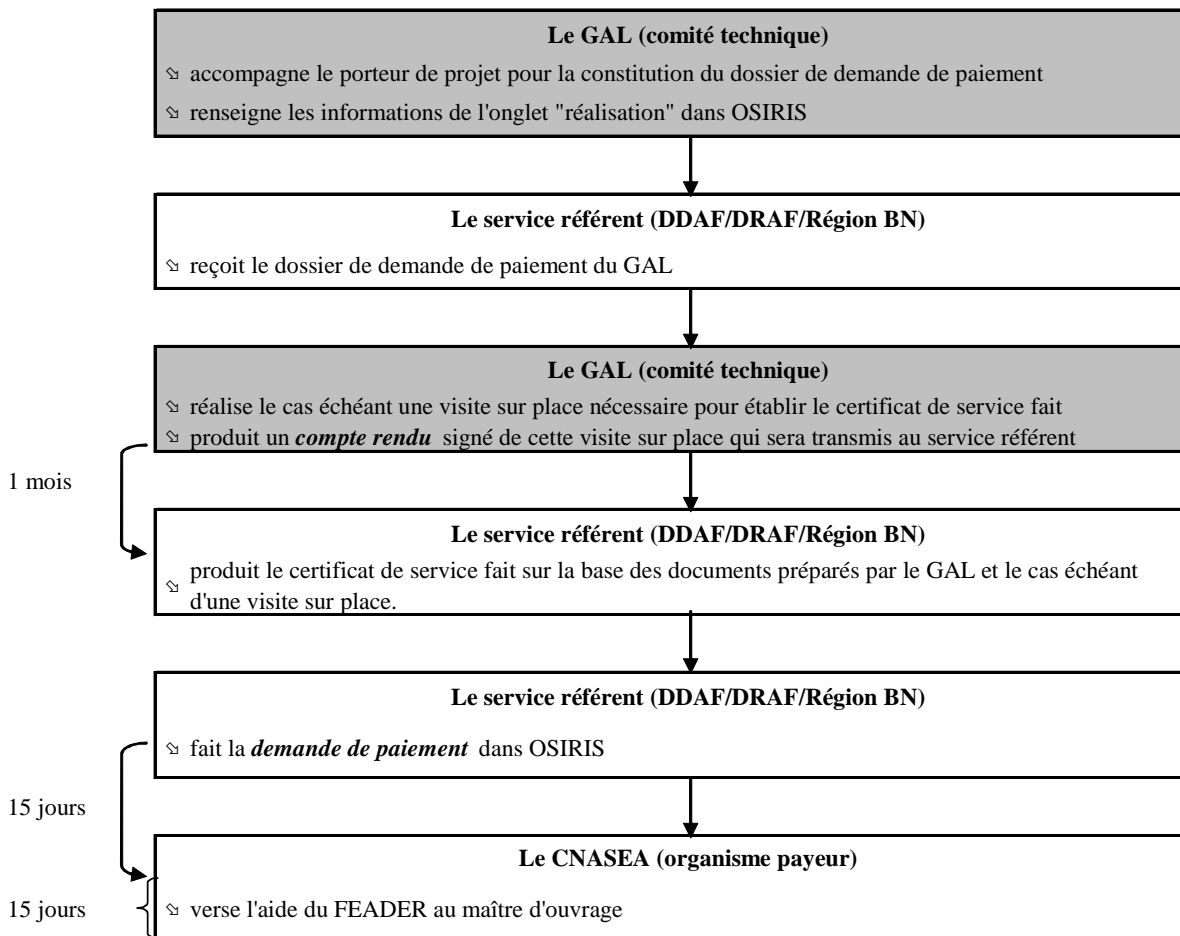 Le GAL (comité technique)
accompagne le porteur de projet pour la constitution du dossier de demande de paiement
renseigne les informations de l'onglet "réalisation" dans OSIRIS
Le service référent (DDAF/DRAF/Région BN)
reçoit le dossier de demande de paiement du GAL
Le GAL (comité technique)
réalise le cas échéant une visite sur place nécessaire pour établir le certificat de service fait
produit un compte rendu signé de cette visite sur place qui sera transmis au service référent
1 mois
Le service référent (DDAF/DRAF/Région BN)
produit le certificat de service fait sur la base des documents préparés par le GAL et le cas échéant
d'une visite sur place.
Le service référent (DDAF/DRAF/Région BN)
fait la demande de paiement dans OSIRIS
15 jours
Le CNASEA (organisme payeur)
15 jours
verse l'aide du FEADER au maître d'ouvrage